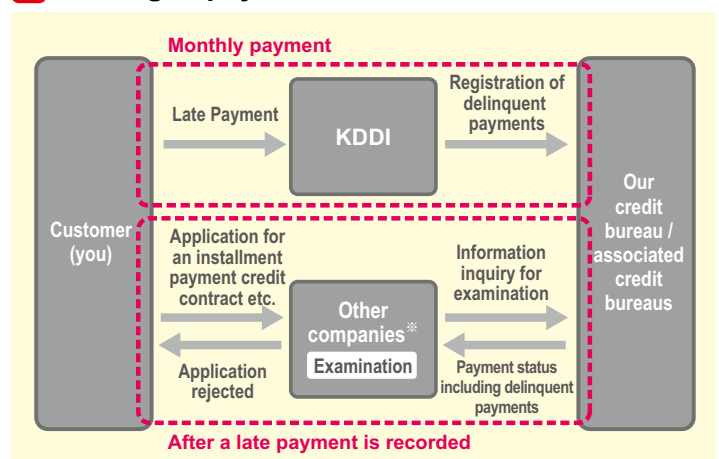 Monthly payment
Late Payment
KDDI
Registration of
delinquent
payments
Customer
(you)
Our
credit
bureau /
associated
credit
bureaus
Application for
an installment
payment credit
contract etc.
Other
companies※
Examination
Information
inquiry for
examination
Application
rejected
Payment status
including delinquent
payments
After a late payment is recorded